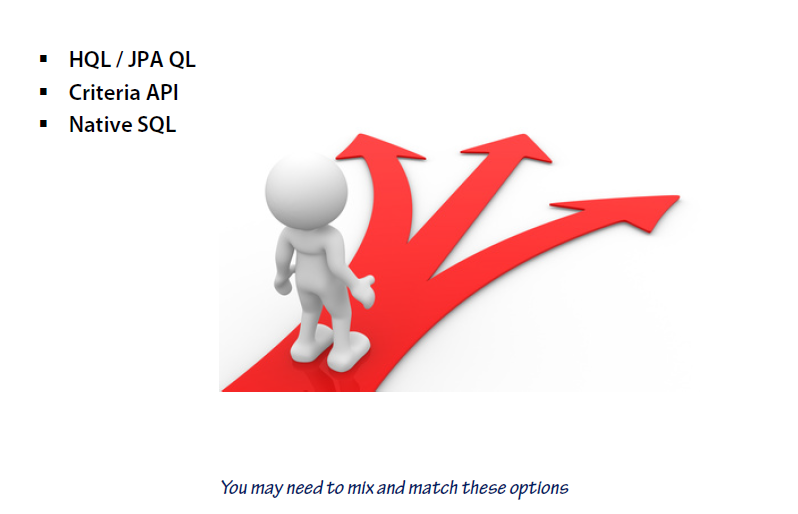 ▪ HQL / JPA QL
▪ Criteria API
▪ Native SQL
You may need to mix and match these options